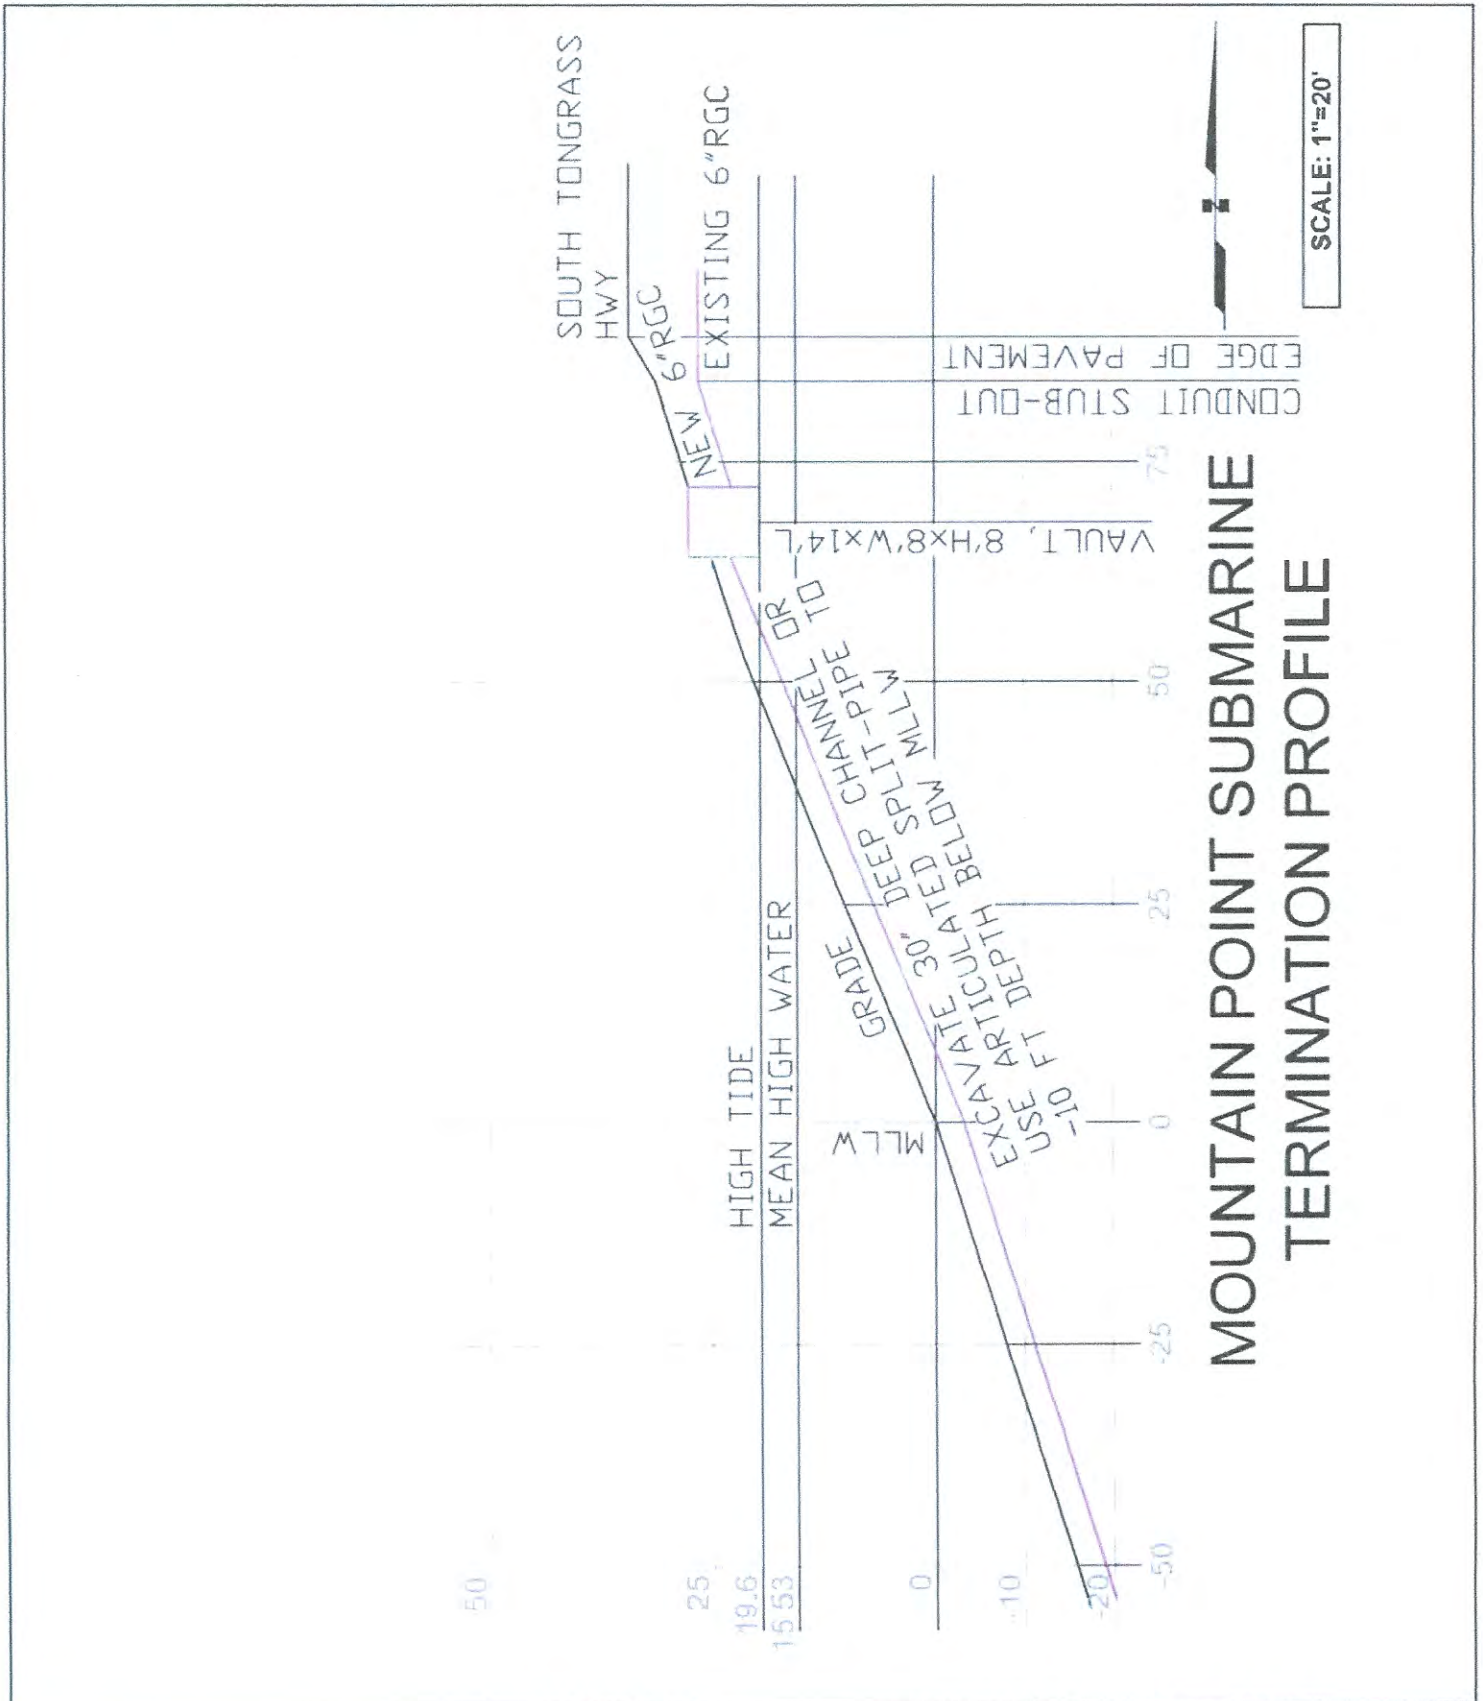 SOUTH TONGRASS
HWY
NEW 6"RGC
EXISTING 6"RGC
HIGH TIDE
MEAN HIGH WATER
GRADE
MLLW
EXCAVATE 30" DEEP CHANNEL OR
USE ARTICULATED SPLIT-PIPE TO
-10 FT DEPTH BELOW MLLW
VAULT, 8'Hx8'Wx14'L
CONDUIT STUB-OUT
EDGE OF PAVEMENT
50
25
19.6
15.53
0
-10
-20
-50
-25
0
25
50
75
N
SCALE: 1"=20'
MOUNTAIN POINT SUBMARINE
TERMINATION PROFILE